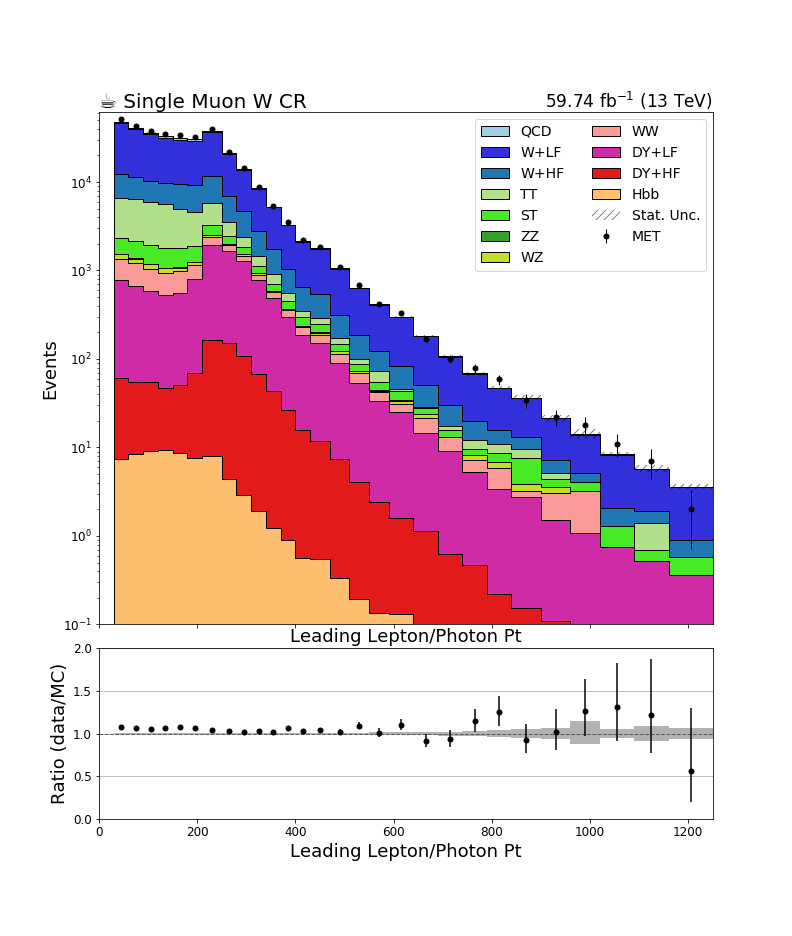 ☕ Single Muon W CR
59.74 fb⁻¹ (13 TeV)
QCD
W+LF
W+HF
TT
ST
ZZ
WZ
WW
DY+LF
DY+HF
Hbb
Stat. Unc.
MET
Events
10⁴
10³
10²
10¹
10⁰
10⁻¹
Leading Lepton/Photon Pt
Ratio (data/MC)
2.0
1.5
1.0
0.5
0.0
0 200 400 600 800 1000 1200
Leading Lepton/Photon Pt